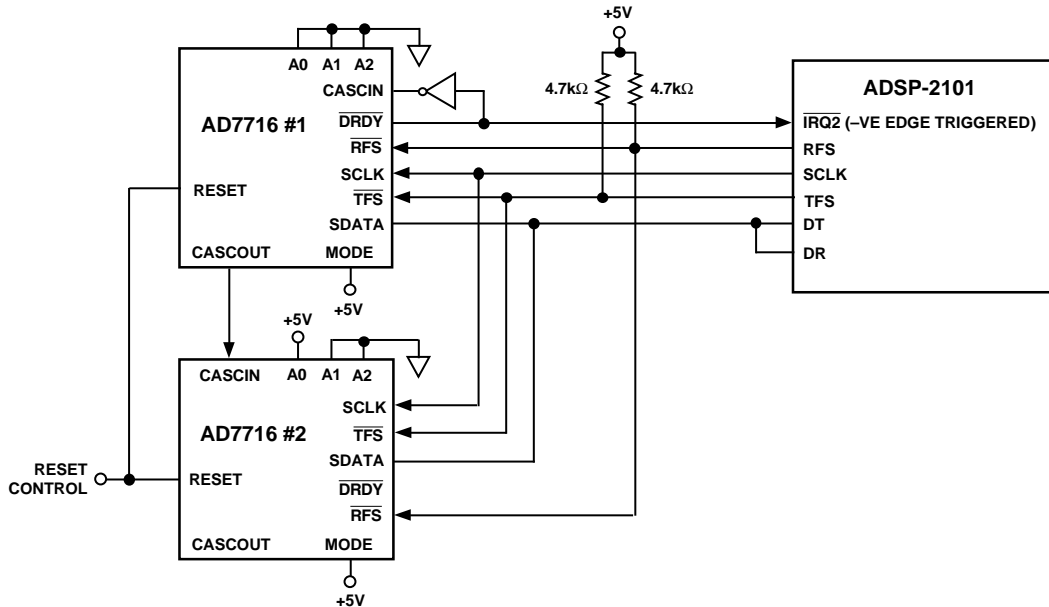 +5V
A0 A1 A2
CASCIN
AD7716 #1
DRDY
RFS
SCLK
RESET
TFS
SDATA
CASCOUT MODE
+5V
4.7kΩ 4.7kΩ
+5V
ADSP-2101
IRQ2 (–VE EDGE TRIGGERED)
RFS
SCLK
TFS
DT
DR
+5V
CASCIN A0 A1 A2
SCLK
AD7716 #2
TFS
SDATA
RESET
CONTROL
RESET
DRDY
RFS
CASCOUT MODE
+5V